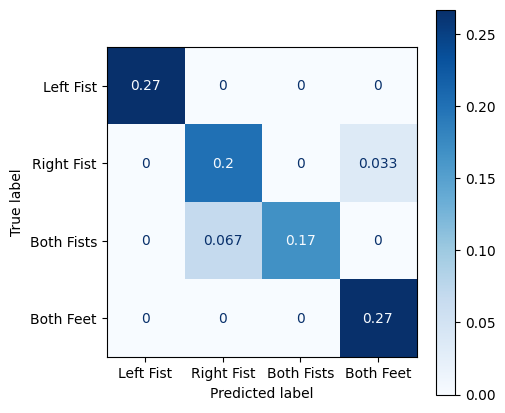 Left Fist 0.27 0 0 0
Right Fist 0 0.2 0 0.033
Both Fists 0 0.067 0.17 0
Both Feet 0 0 0 0.27
Left Fist Right Fist Both Fists Both Feet
Predicted label
True label
0.25
0.20
0.15
0.10
0.05
0.00